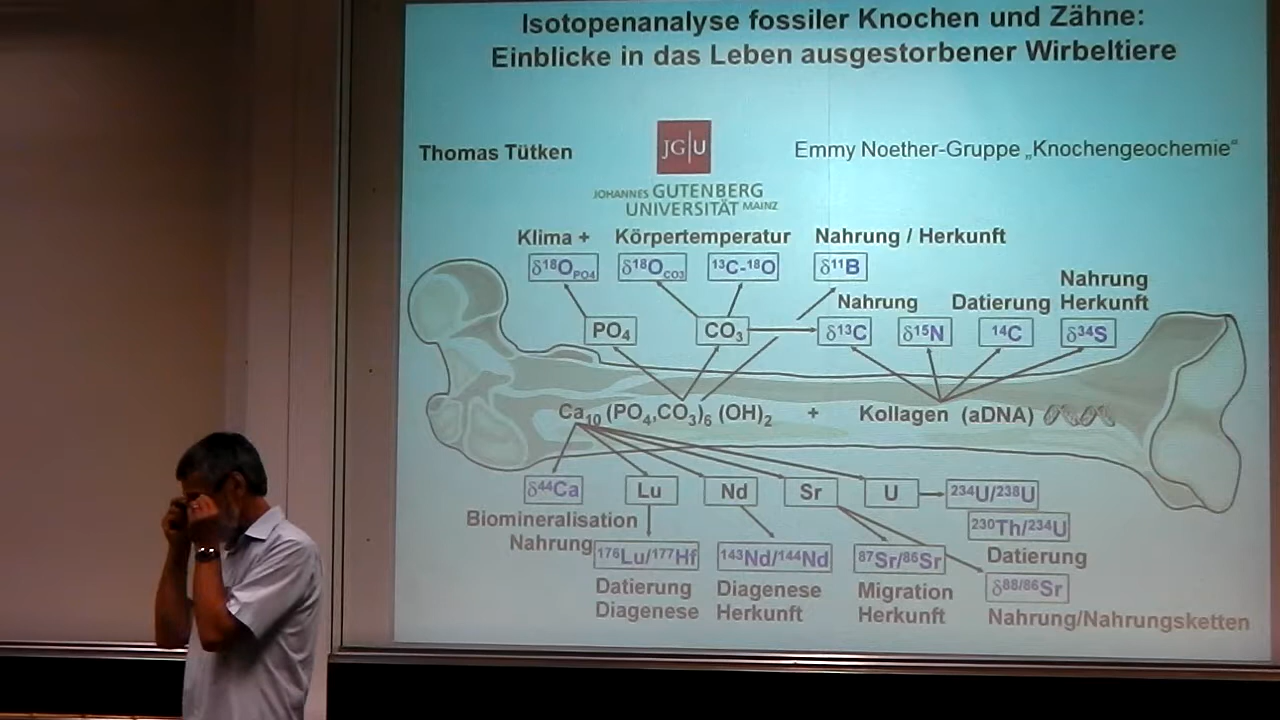 Isotopenanalyse fossiler Knochen und Zähne:
Einblicke in das Leben ausgestorbener Wirbeltiere
Thomas Tütken
JG|U
Emmy Noether-Gruppe „Knochengeochemie“
JOHANNES GUTENBERG
UNIVERSITÄT MAINZ
Klima + Körpertemperatur Nahrung / Herkunft
δ¹⁸O_PO4 δ¹⁸O_CO3 ¹³C-¹⁸O δ¹¹B
Nahrung Datierung Nahrung
Herkunft
PO₄ CO₃ δ¹³C δ¹⁵N ¹⁴C δ³⁴S
Ca₁₀(PO₄,CO₃)₆(OH)₂ + Kollagen (aDNA)
δ⁴⁴Ca Lu Nd Sr U ²³⁴U/²³⁸U
Biomineralisation
Nahrung
²³⁰Th/²³⁴U
Datierung
¹⁷⁶Lu/¹⁷⁷Hf ¹⁴³Nd/¹⁴⁴Nd ⁸⁷Sr/⁸⁶Sr
δ⁸⁸/⁸⁶Sr
Datierung
Diagenese
Diagenese
Herkunft
Migration
Herkunft
Nahrung/Nahrungsketten